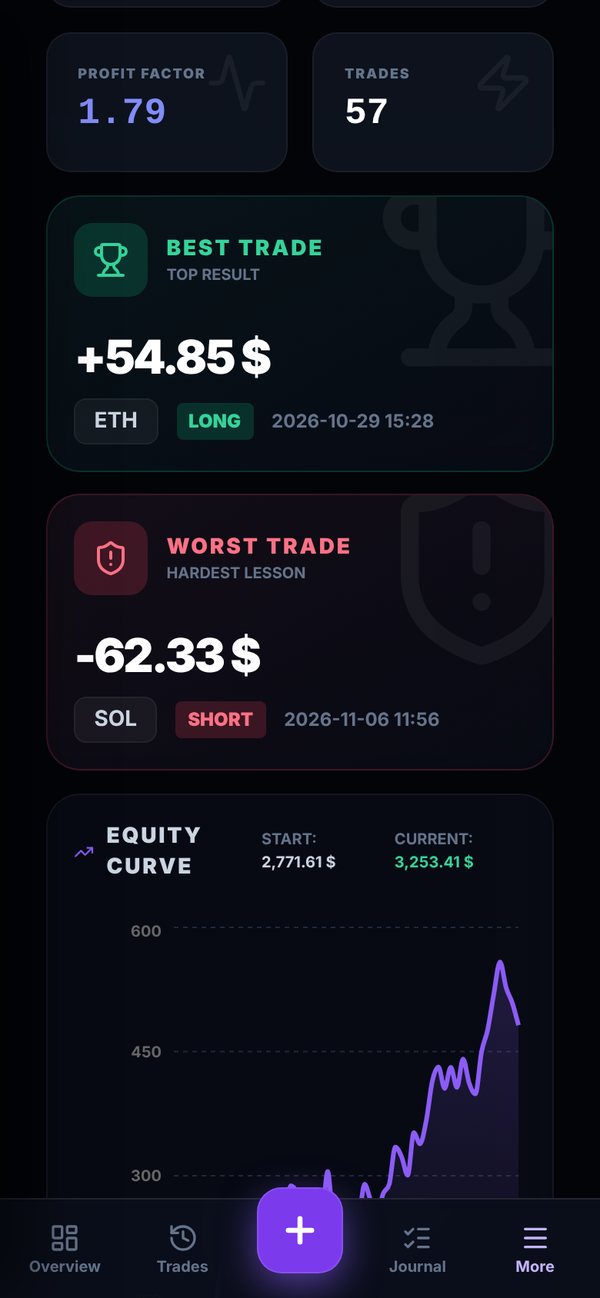 PROFIT FACTOR
1.79
TRADES
57
BEST TRADE
TOP RESULT
+54.85 $
ETH
LONG
2026-10-29 15:28
WORST TRADE
HARDEST LESSON
-62.33 $
SOL
SHORT
2026-11-06 11:56
EQUITY
CURVE
START:
2,771.61 $
CURRENT:
3,253.41 $
600
450
300
Overview
Trades
+
Journal
More